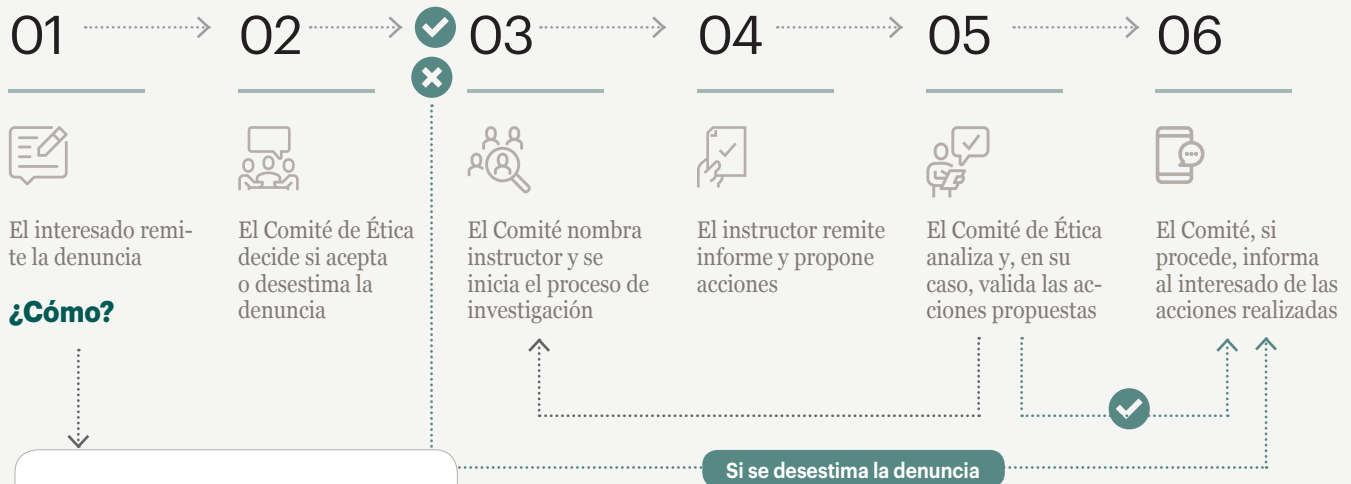 01
02
03
04
05
06
El interesado remi-
te la denuncia
¿Cómo?
El Comité de Ética
decide si acepta
o desestima la
denuncia
El Comité nombra
instructor y se
inicia el proceso de
investigación
El instructor remite
informe y propone
acciones
El Comité de Ética
analiza y, en su
caso, valida las ac-
ciones propuestas
El Comité, si
procede, informa
al interesado de las
acciones realizadas
Si se desestima la denuncia